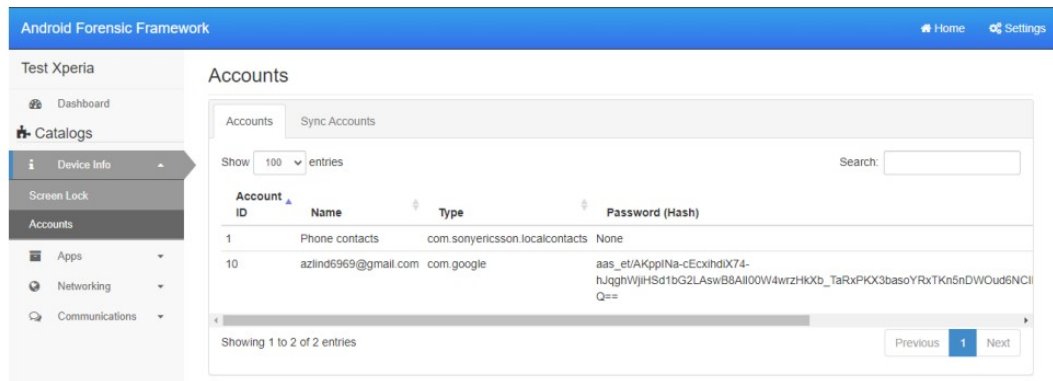 Android Forensic Framework
Home
Settings
Test Xperia
Dashboard
Catalogs
Device Info
Screen Lock
Accounts
Apps
Networking
Communications
Accounts
Accounts
Sync Accounts
Show 100 entries
Search:
Account ID Name Type Password (Hash)
1 Phone contacts com.sonyericsson.localcontacts None
10 azlind6969@gmail.com com.google aas_et/AKppINa-cEcxihdiX74-
Q==
Showing 1 to 2 of 2 entries
Previous 1 Next